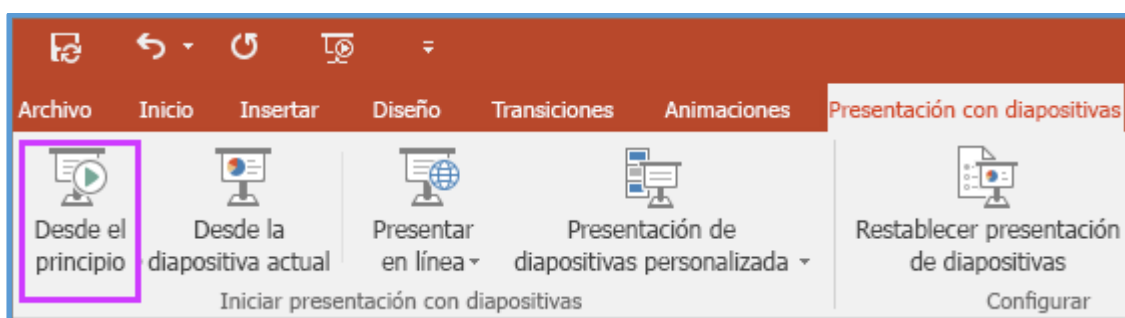 Archivo Inicio Insertar Diseño Transiciones Animaciones Presentación con diapositivas
Desde el principio
Desde la diapositiva actual
Presentar en línea
Presentación de diapositivas personalizada
Restablecer presentación de diapositivas
Iniciar presentación con diapositivas
Configurar